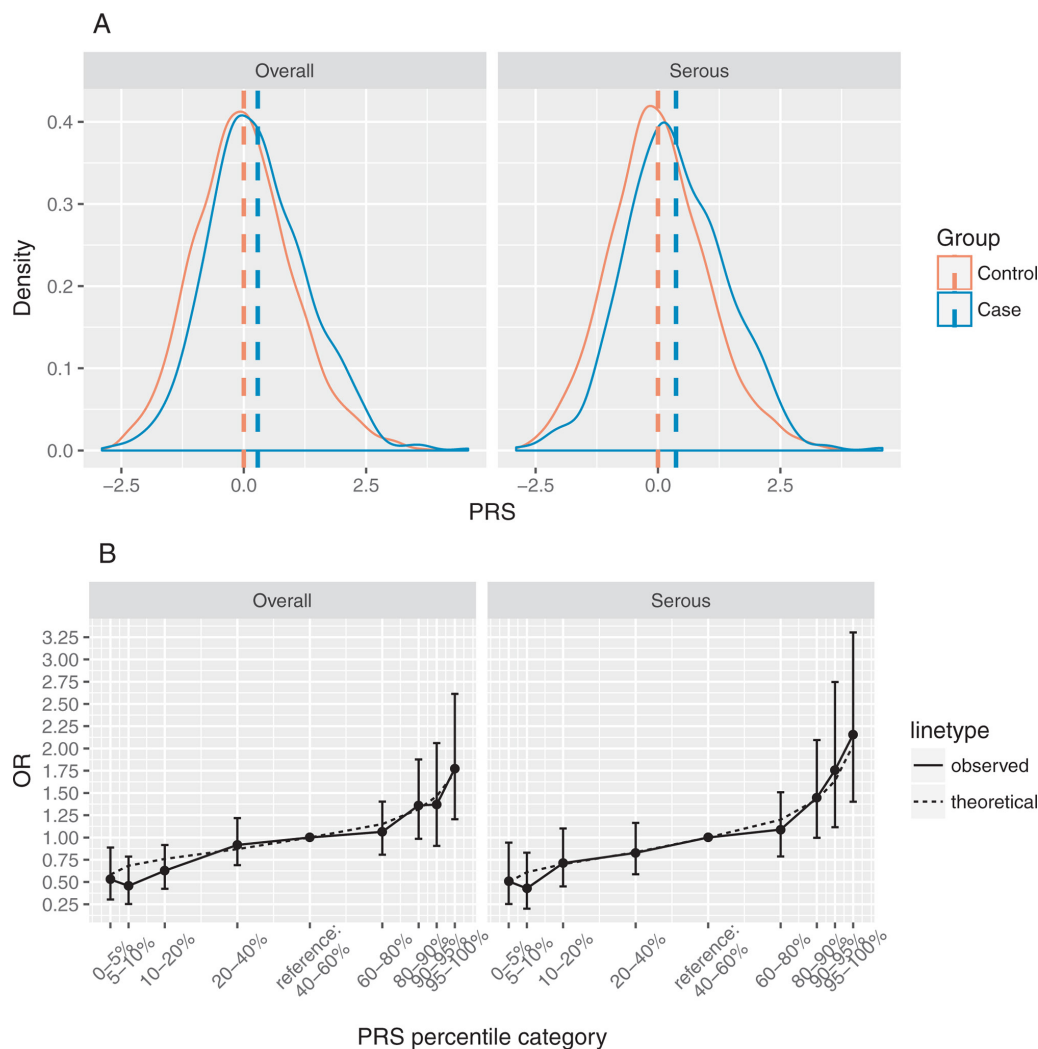 A
Overall
Serous
0.4
0.3
0.2
0.1
0.0
Density
−2.5
0.0
2.5
−2.5
0.0
2.5
PRS
Group
Control
Case
B
Overall
Serous
3.25
3.00
2.75
2.50
2.25
2.00
1.75
1.50
1.25
1.00
0.75
0.50
0.25
OR
0–5%
5–10%
10–20%
20–40%
reference:
40–60%
60–80%
80–90%
90–95%
95–100%
0–5%
5–10%
10–20%
20–40%
reference:
40–60%
60–80%
80–90%
90–95%
95–100%
PRS percentile category
linetype
observed
theoretical